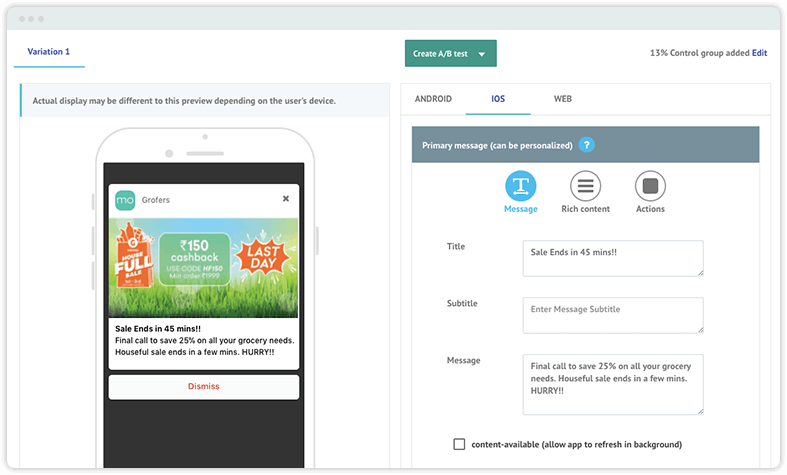 Variation 1
Create A/B test
13% Control group added Edit
Actual display may be different to this preview depending on the user's device.
mo
Grofers
×
HOUSE
FULL
SALE
₹150
cashback
USE CODE HF150
Min order ₹1999
LAST
DAY
Sale Ends in 45 mins!!
Final call to save 25% on all your grocery needs.
Houseful sale ends in a few mins. HURRY!!
Dismiss
ANDROID
IOS
WEB
Primary message (can be personalized) ?
Message
Rich content
Actions
Title
Sale Ends in 45 mins!!
Subtitle
Enter Message Subtitle
Message
Final call to save 25% on all your grocery
needs. Houseful sale ends in a few mins.
HURRY!!
content-available (allow app to refresh in background)